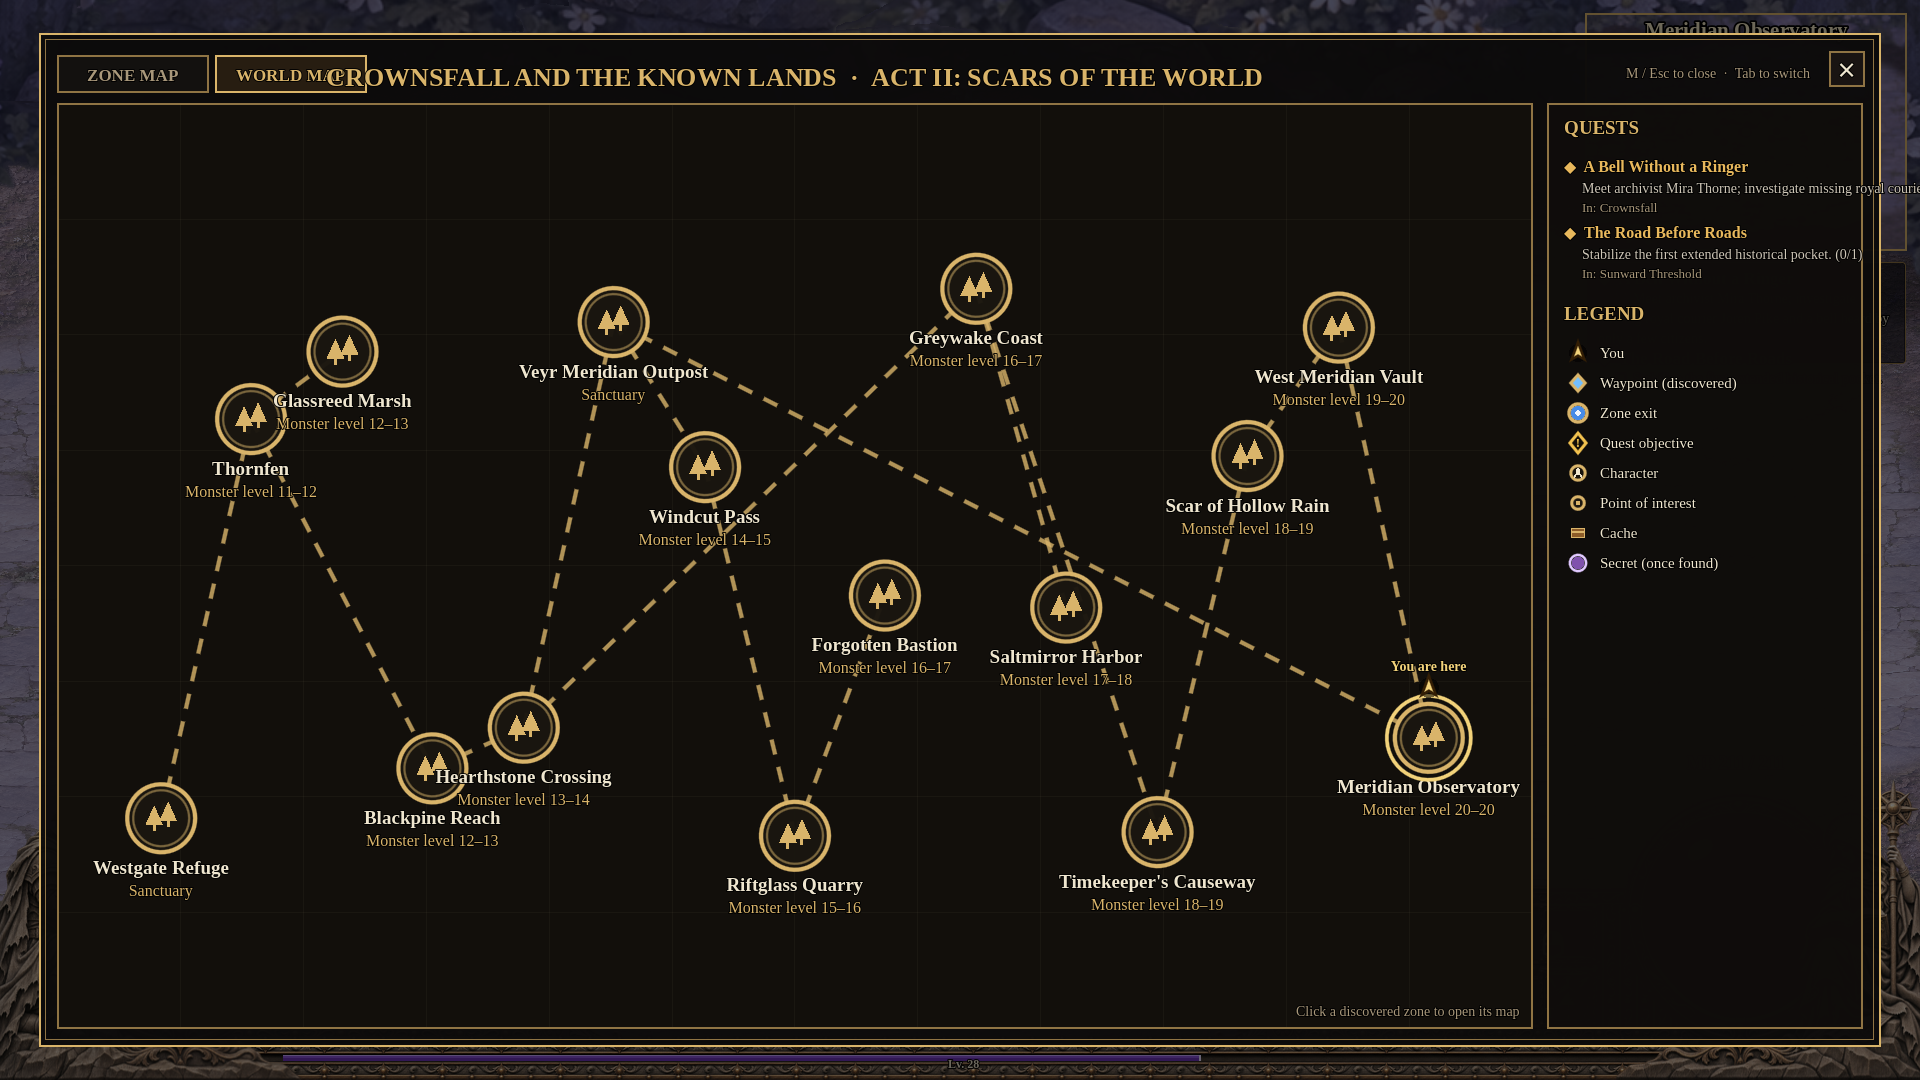 Meridian Observatory
ZONE MAP
WORLD MAP
CROWNSFALL AND THE KNOWN LANDS · ACT II: SCARS OF THE WORLD
M / Esc to close · Tab to switch
Greywake Coast
Monster level 16–17
Veyr Meridian Outpost
Sanctuary
West Meridian Vault
Monster level 19–20
Glassreed Marsh
Monster level 12–13
Thornfen
Monster level 11–12
Windcut Pass
Monster level 14–15
Scar of Hollow Rain
Monster level 18–19
Forgotten Bastion
Monster level 16–17
Saltmirror Harbor
Monster level 17–18
You are here
Meridian Observatory
Monster level 20–20
Hearthstone Crossing
Monster level 13–14
Blackpine Reach
Monster level 12–13
Westgate Refuge
Sanctuary
Riftglass Quarry
Monster level 15–16
Timekeeper's Causeway
Monster level 18–19
Click a discovered zone to open its map
QUESTS
A Bell Without a Ringer
Meet archivist Mira Thorne; investigate missing royal
In: Crownsfall
The Road Before Roads
Stabilize the first extended historical pocket. (0/1)
In: Sunward Threshold
LEGEND
You
Waypoint (discovered)
Zone exit
Quest objective
Character
Point of interest
Cache
Secret (once found)
Lv. 28